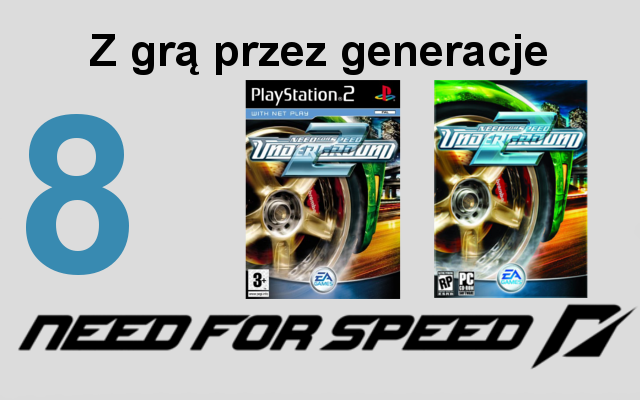 Z grą przez generacje
8
PlayStation®2
WITH NET PLAY
NEED FOR SPEED
UNDERGROUND
2
3+
EA
GAMES
NEED FOR SPEED
UNDERGROUND
2
RP
PC
CD-ROM
EA
GAMES
NEED FOR SPEED